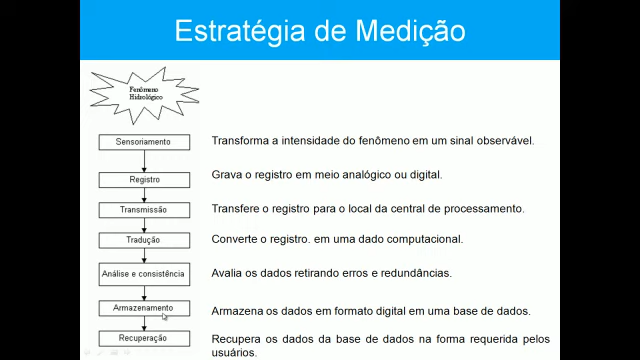 Estratégia de Medição
Fenômeno
Hidrológico
Sensoriamento
Transforma a intensidade do fenômeno em um sinal observável.
Registro
Grava o registro em meio analógico ou digital.
Transmissão
Transfere o registro para o local da central de processamento.
Tradução
Converte o registro. em uma dado computacional.
Análise e consistência
Avalia os dados retirando erros e redundâncias.
Armazenamento
Armazena os dados em formato digital em uma base de dados.
Recuperação
Recupera os dados da base de dados na forma requerida pelos
usuários.